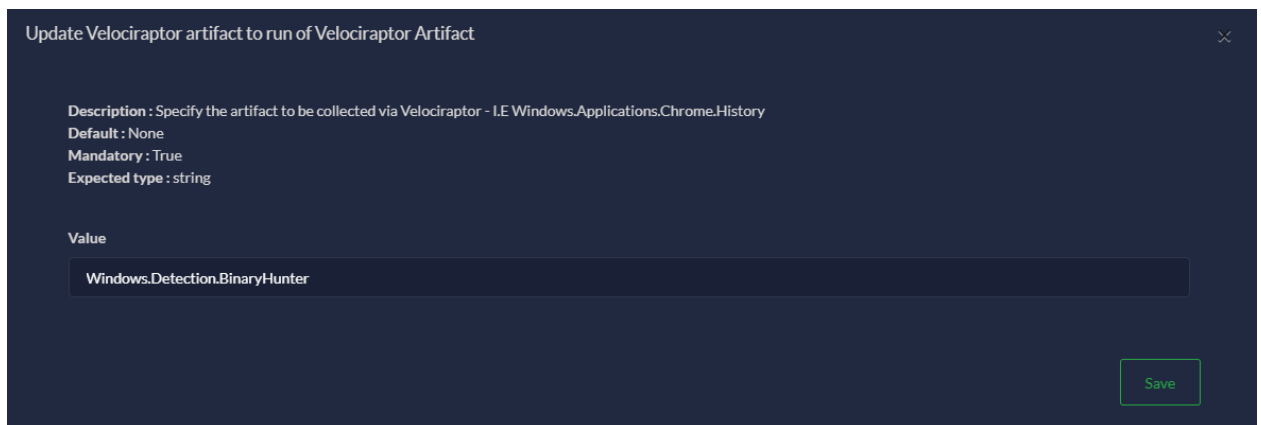 Update Velociraptor artifact to run of Velociraptor Artifact
Description : Specify the artifact to be collected via Velociraptor - I.E Windows.Applications.Chrome.History
Default : None
Mandatory : True
Expected type : string
Value
Windows.Detection.BinaryHunter
Save